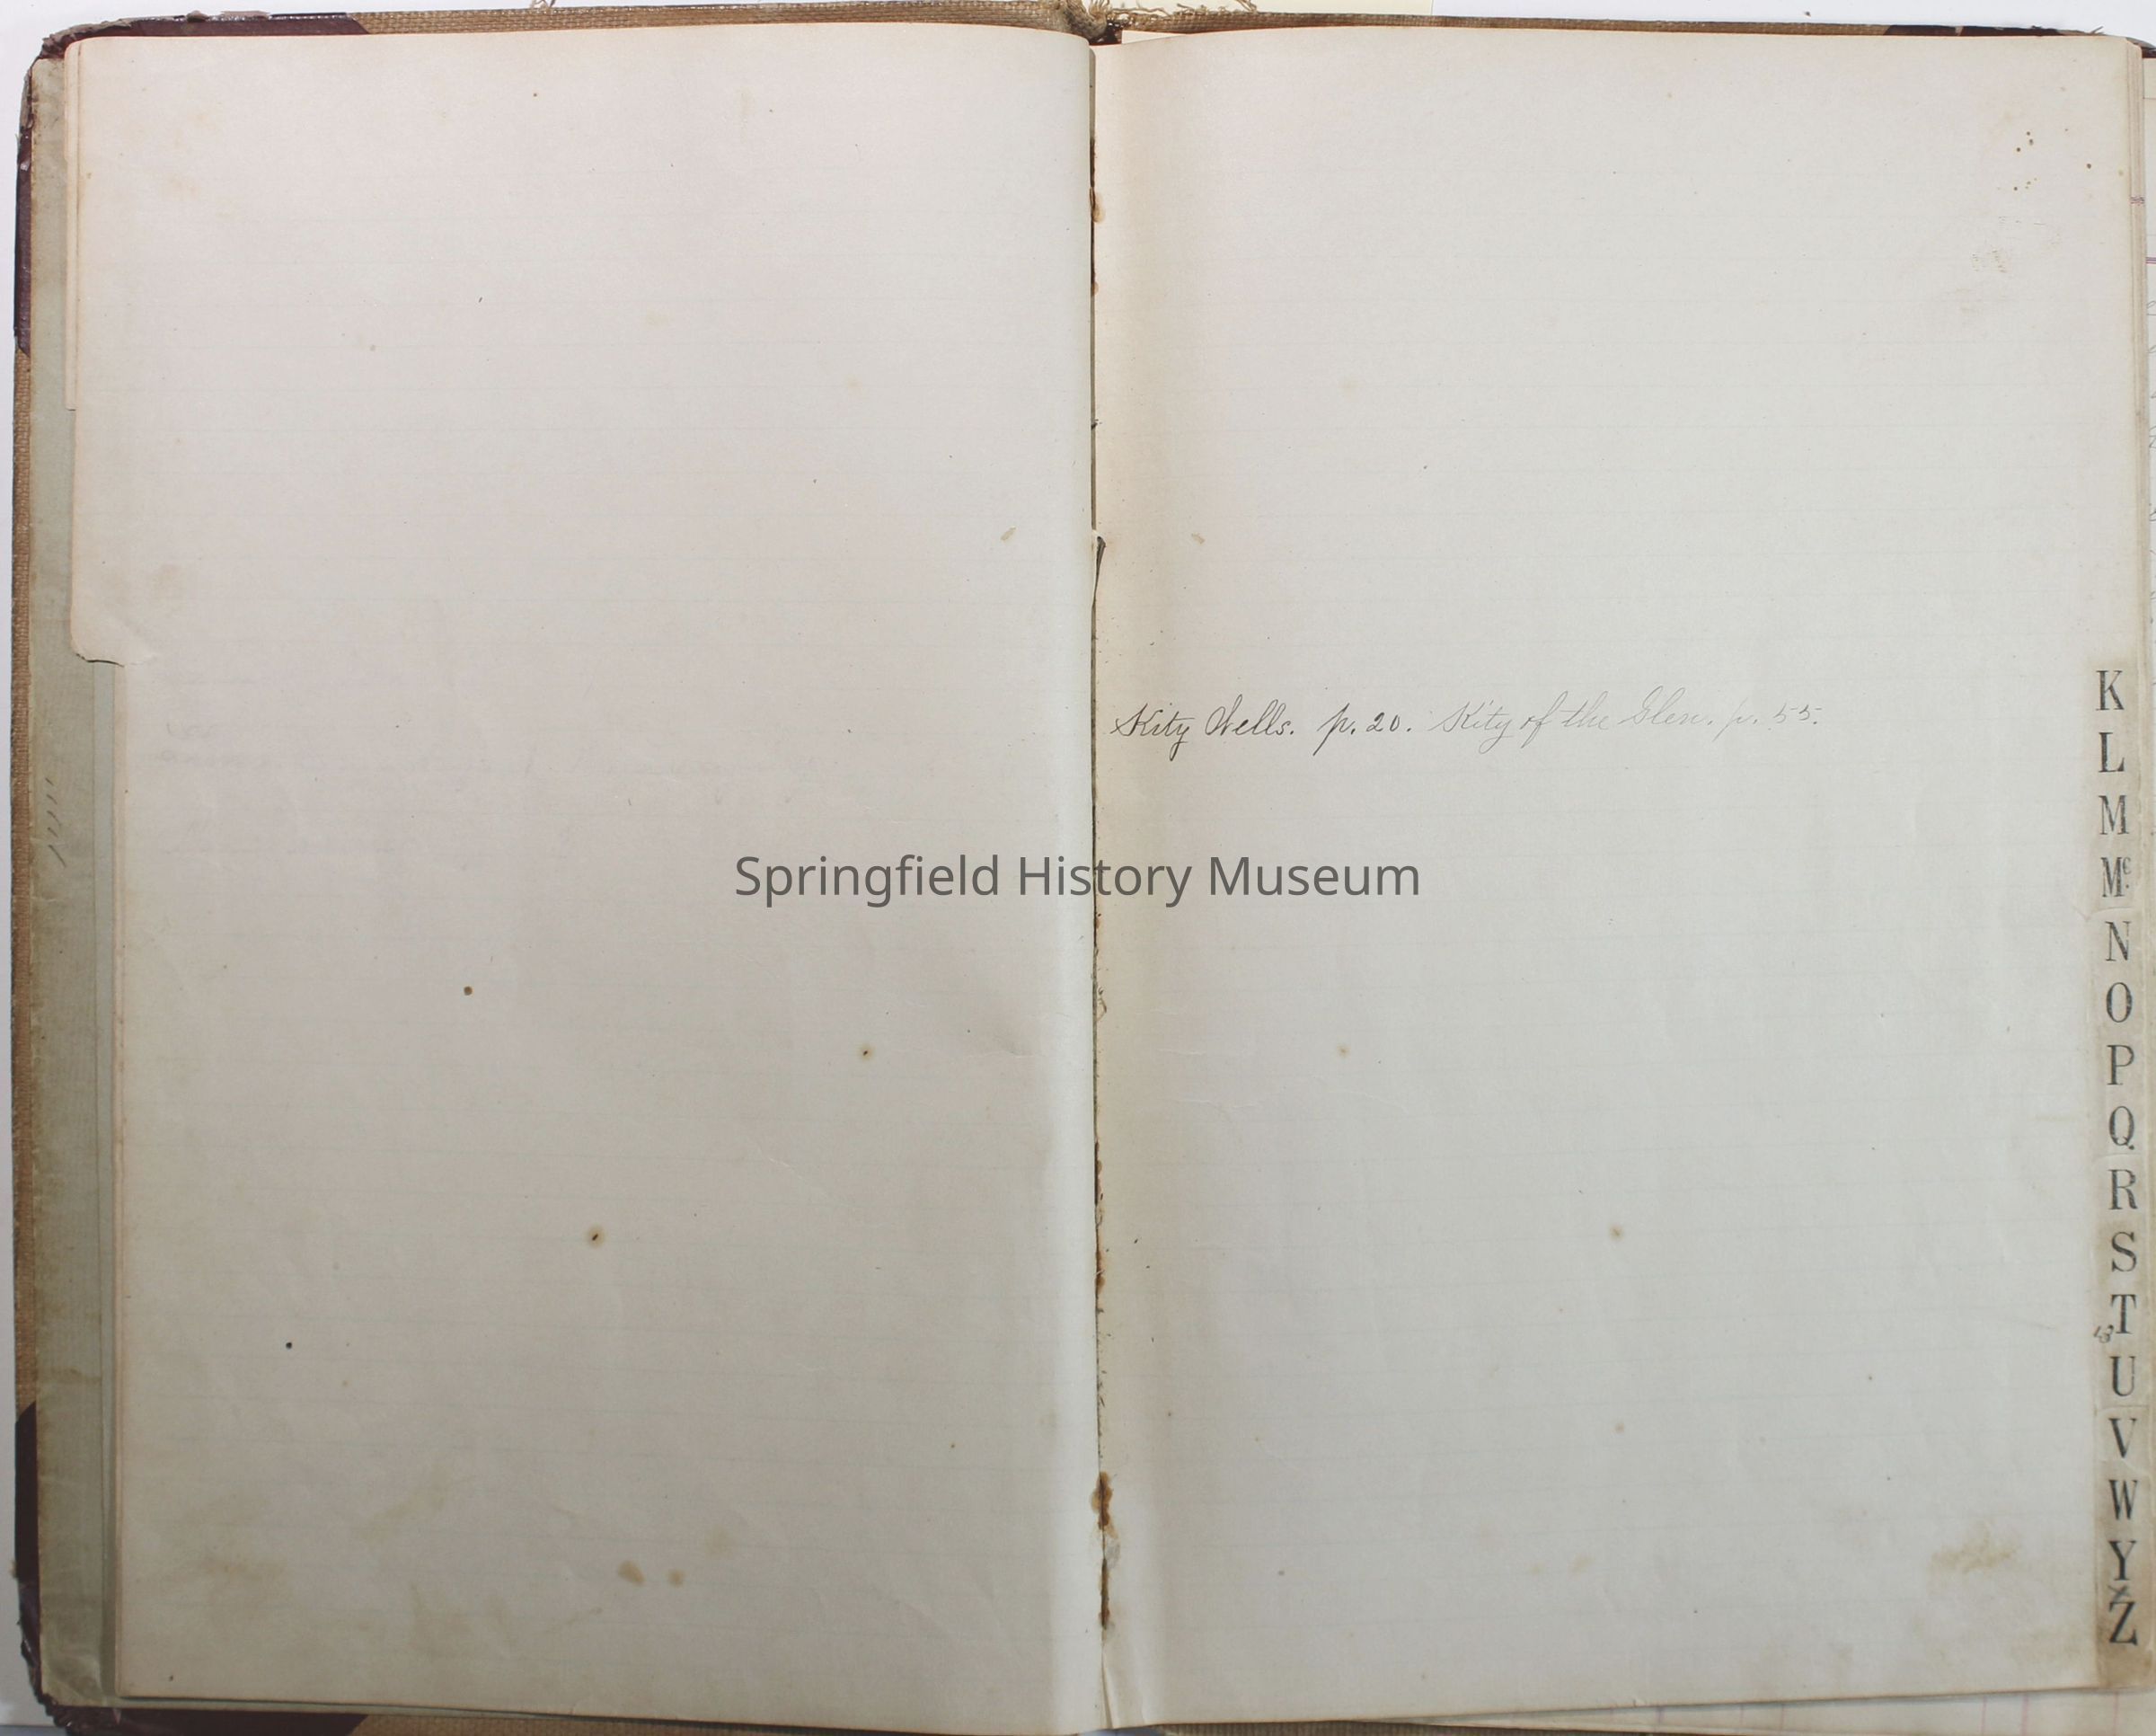 Kity Wells. p. 20. Kity of the Glen. p. 55.
K
L
M
Springfield History Museum
Mc
N
O
P
Q
R
S
T
U
V
W
Y
Z